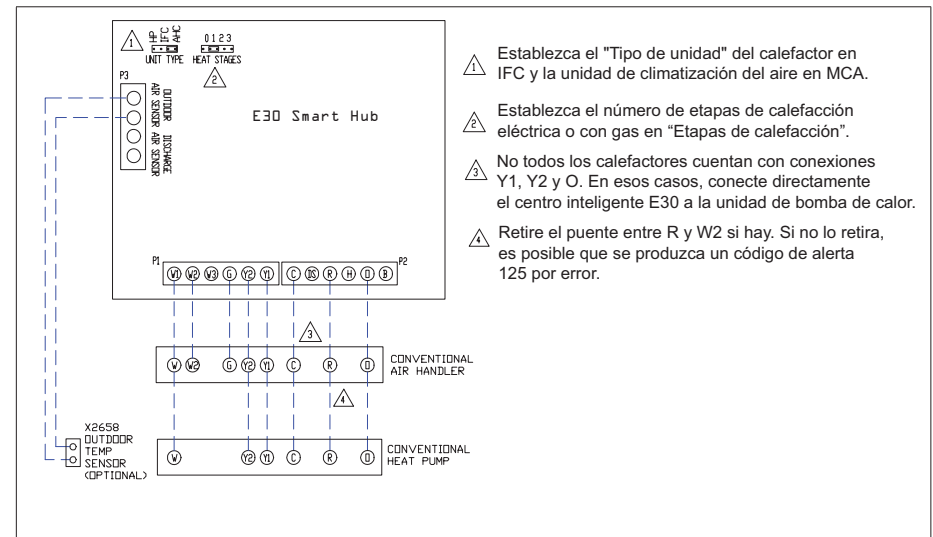 1
HP
IFC
AHC
UNIT TYPE
0 1 2 3
HEAT STAGES
2
P3
OUTDOOR
AIR SENSOR
DISCHARGE
AIR SENSOR
E30 Smart Hub
P1
W1 W2 W3 G Y2 Y1
C DS R H O B
P2
3
W W2 G Y2 Y1 C R O
CONVENTIONAL
AIR HANDLER
4
X2658
OUTDOOR
TEMP
SENSOR
(OPTIONAL)
W Y2 Y1 C R O
CONVENTIONAL
HEAT PUMP
1 Establezca el "Tipo de unidad" del calefactor en
IFC y la unidad de climatización del aire en MCA.
2 Establezca el número de etapas de calefacción
eléctrica o con gas en “Etapas de calefacción”.
3 No todos los calefactores cuentan con conexiones
Y1, Y2 y O. En esos casos, conecte directamente
el centro inteligente E30 a la unidad de bomba de calor.
4 Retire el puente entre R y W2 si hay. Si no lo retira,
es posible que se produzca un código de alerta
125 por error.